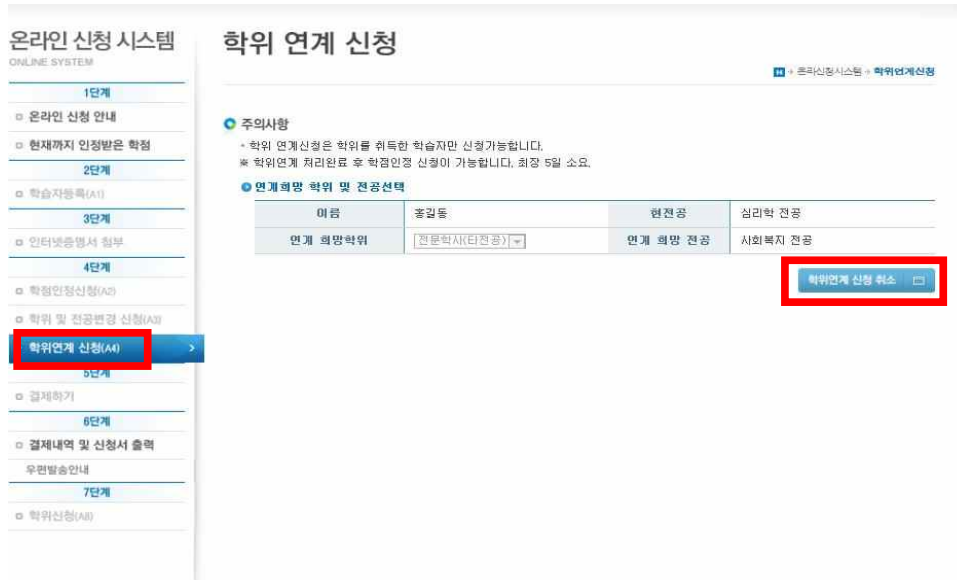 온라인 신청 시스템
ONLINE SYSTEM
1단계
온라인 신청 안내
현재까지 인정받은 학점
2단계
학습자등록(A1)
3단계
인터넷증명서 첨부
4단계
학점인정신청(A2)
학위 및 전공변경 신청(A3)
학위연계 신청(A4)
5단계
결제하기
6단계
결제내역 및 신청서 출력
우편발송안내
7단계
학위신청(A8)
학위 연계 신청
H > 온라인신청시스템 > 학위연계신청
주의사항
- 학위 연계신청은 학위를 취득한 학습자만 신청가능합니다.
※ 학위연계 처리완료 후 학점인정 신청이 가능합니다. 최장 5일 소요.
연계희망 학위 및 전공선택
이름 홍길동 현전공 심리학 전공
연계 희망학위 전문학사(타전공) 연계 희망 전공 사회복지 전공
학위연계 신청 취소